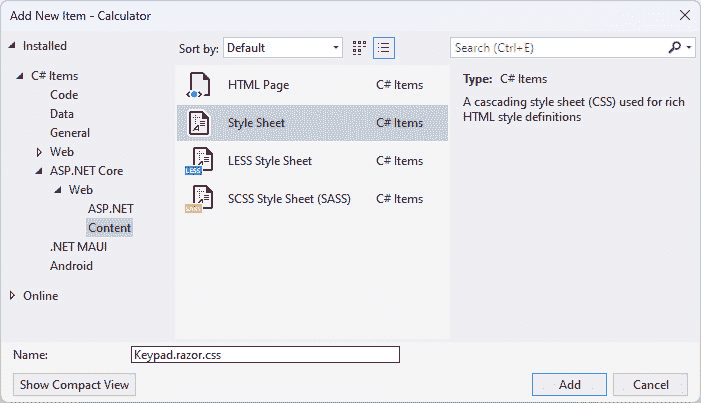 Add New Item - Calculator
Installed
Sort by: Default
Search (Ctrl+E)
C# Items
Code
Data
General
Web
ASP.NET Core
Web
ASP.NET
Content
.NET MAUI
Android
Online
HTML Page C# Items
Style Sheet C# Items
LESS Style Sheet C# Items
LESS
SCSS Style Sheet (SASS) C# Items
Type: C# Items
A cascading style sheet (CSS) used for rich
HTML style definitions
Name: Keypad.razor.css
Show Compact View
Add
Cancel